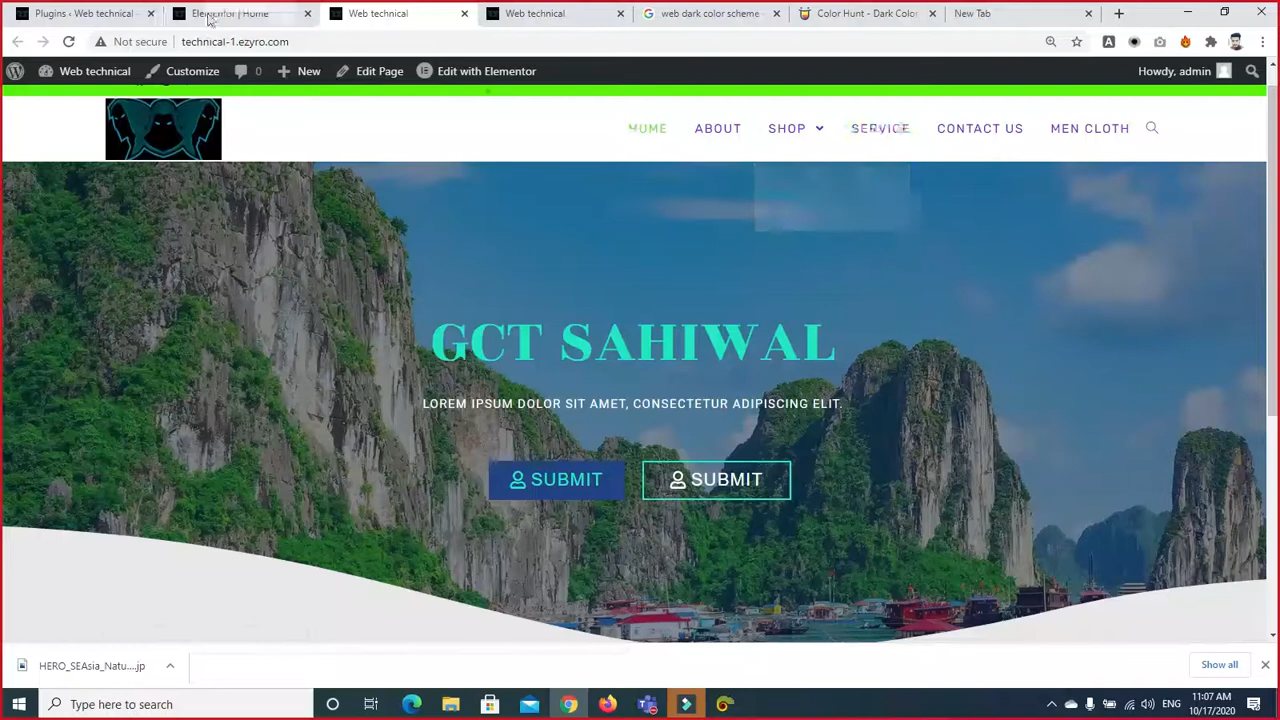 Plugins ‹ Web technical
Elementor | Home
Web technical
Web technical
web dark color scheme
Color Hunt - Dark Colo
New Tab
Not secure
technical-1.ezyro.com
Web technical
Customize
0
New
Edit Page
Edit with Elementor
Howdy, admin
HOME
ABOUT
SHOP
SERVICE
CONTACT US
MEN CLOTH
GCT SAHIWAL
LOREM IPSUM DOLOR SIT AMET, CONSECTETUR ADIPISCING ELIT.
SUBMIT
SUBMIT
HERO_SEAsia_Natu....jp
Show all
Type here to search
ENG
11:07 AM
10/17/2020